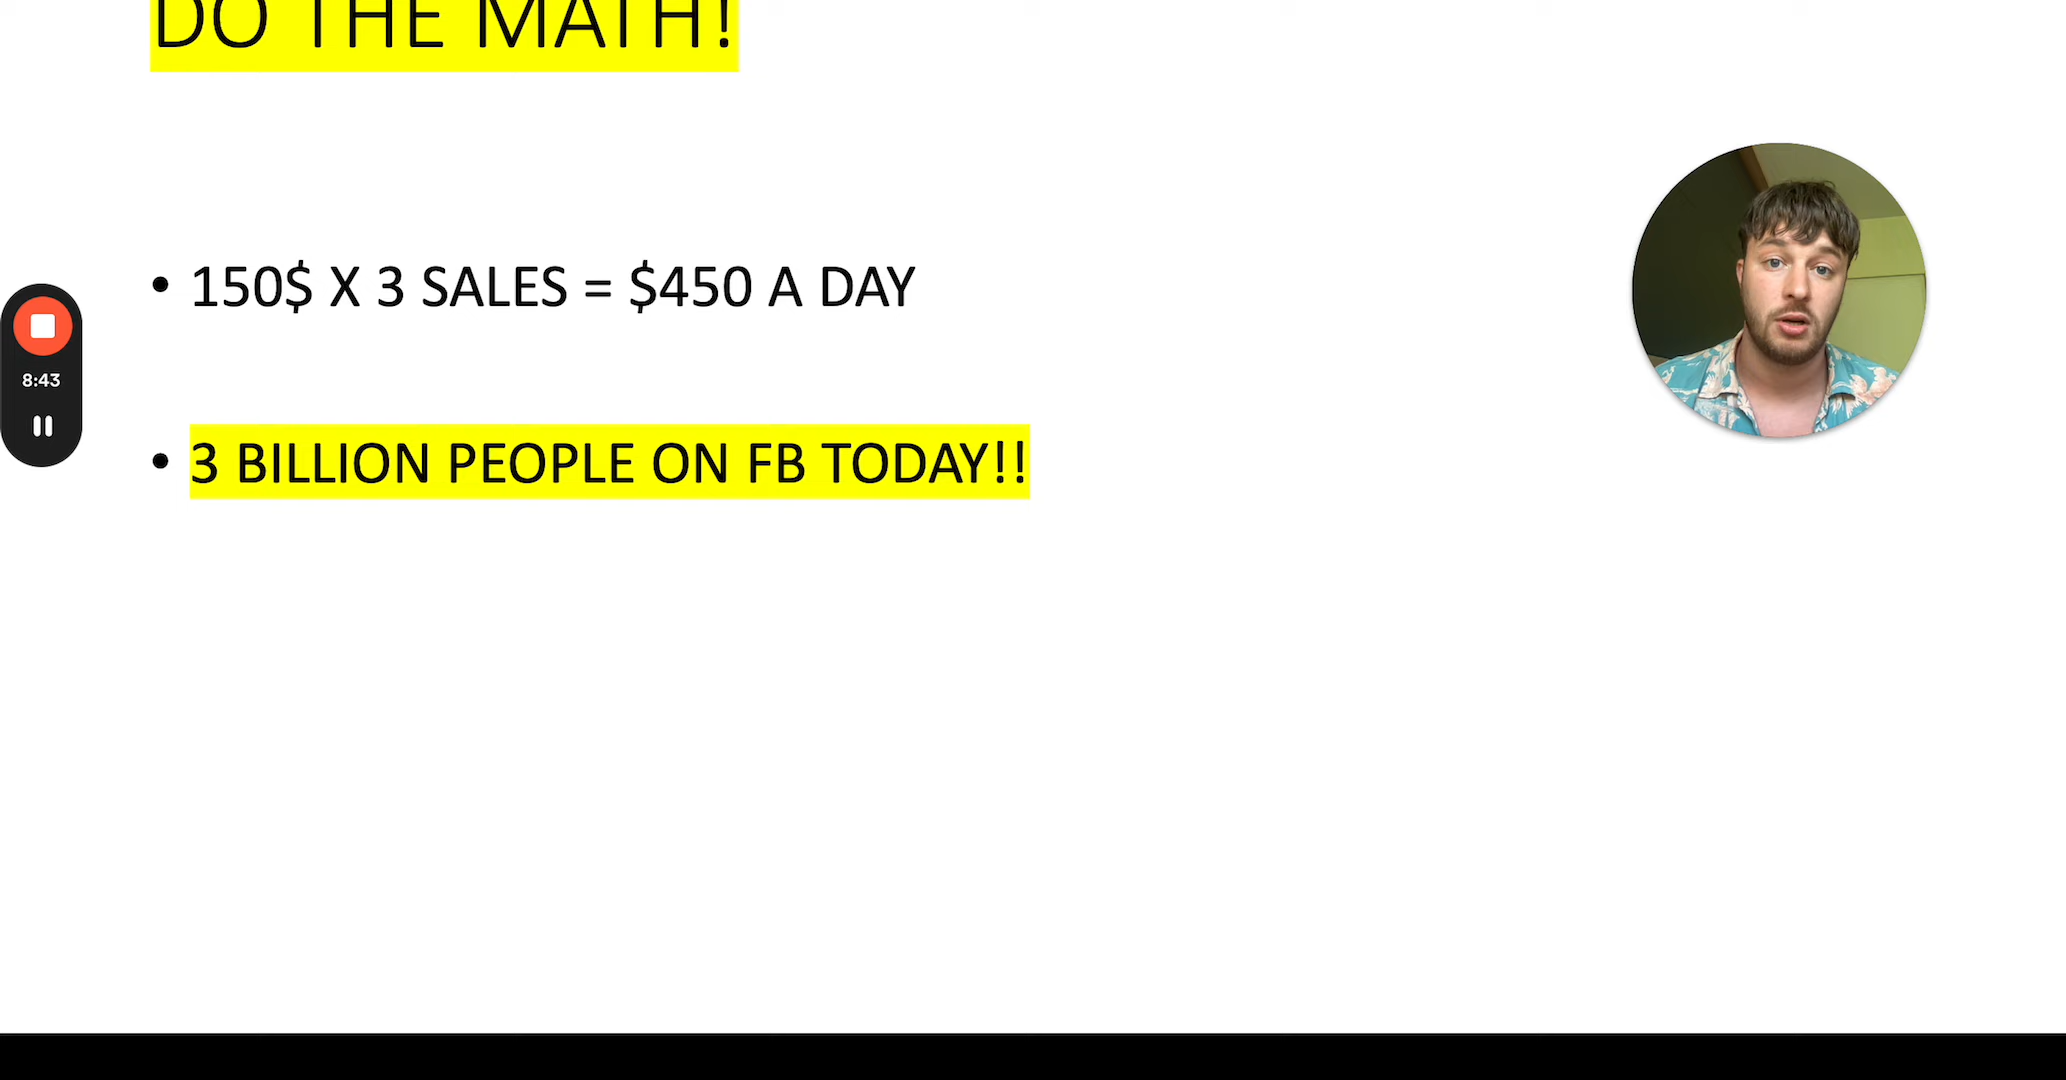 DO THE MATH!
• 150$ X 3 SALES = $450 A DAY
8:43
• 3 BILLION PEOPLE ON FB TODAY!!